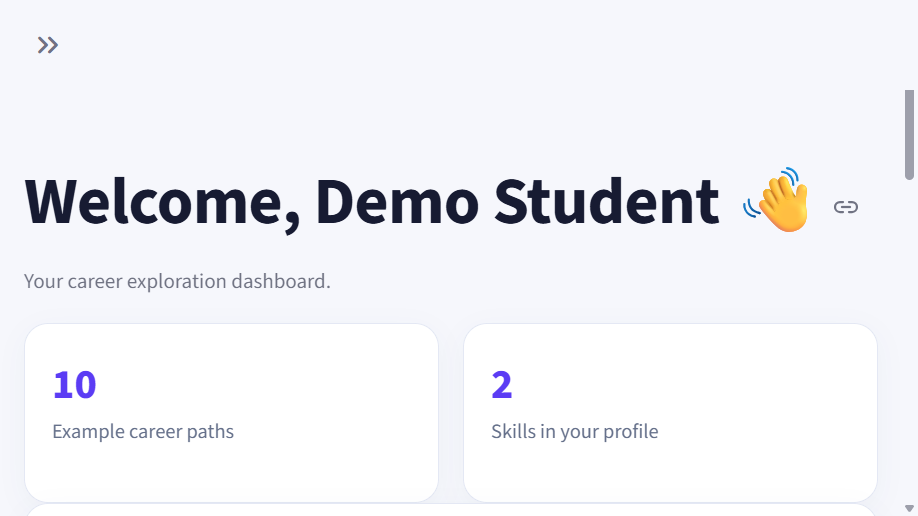 Welcome, Demo Student 👋
Your career exploration dashboard.
10
Example career paths
2
Skills in your profile